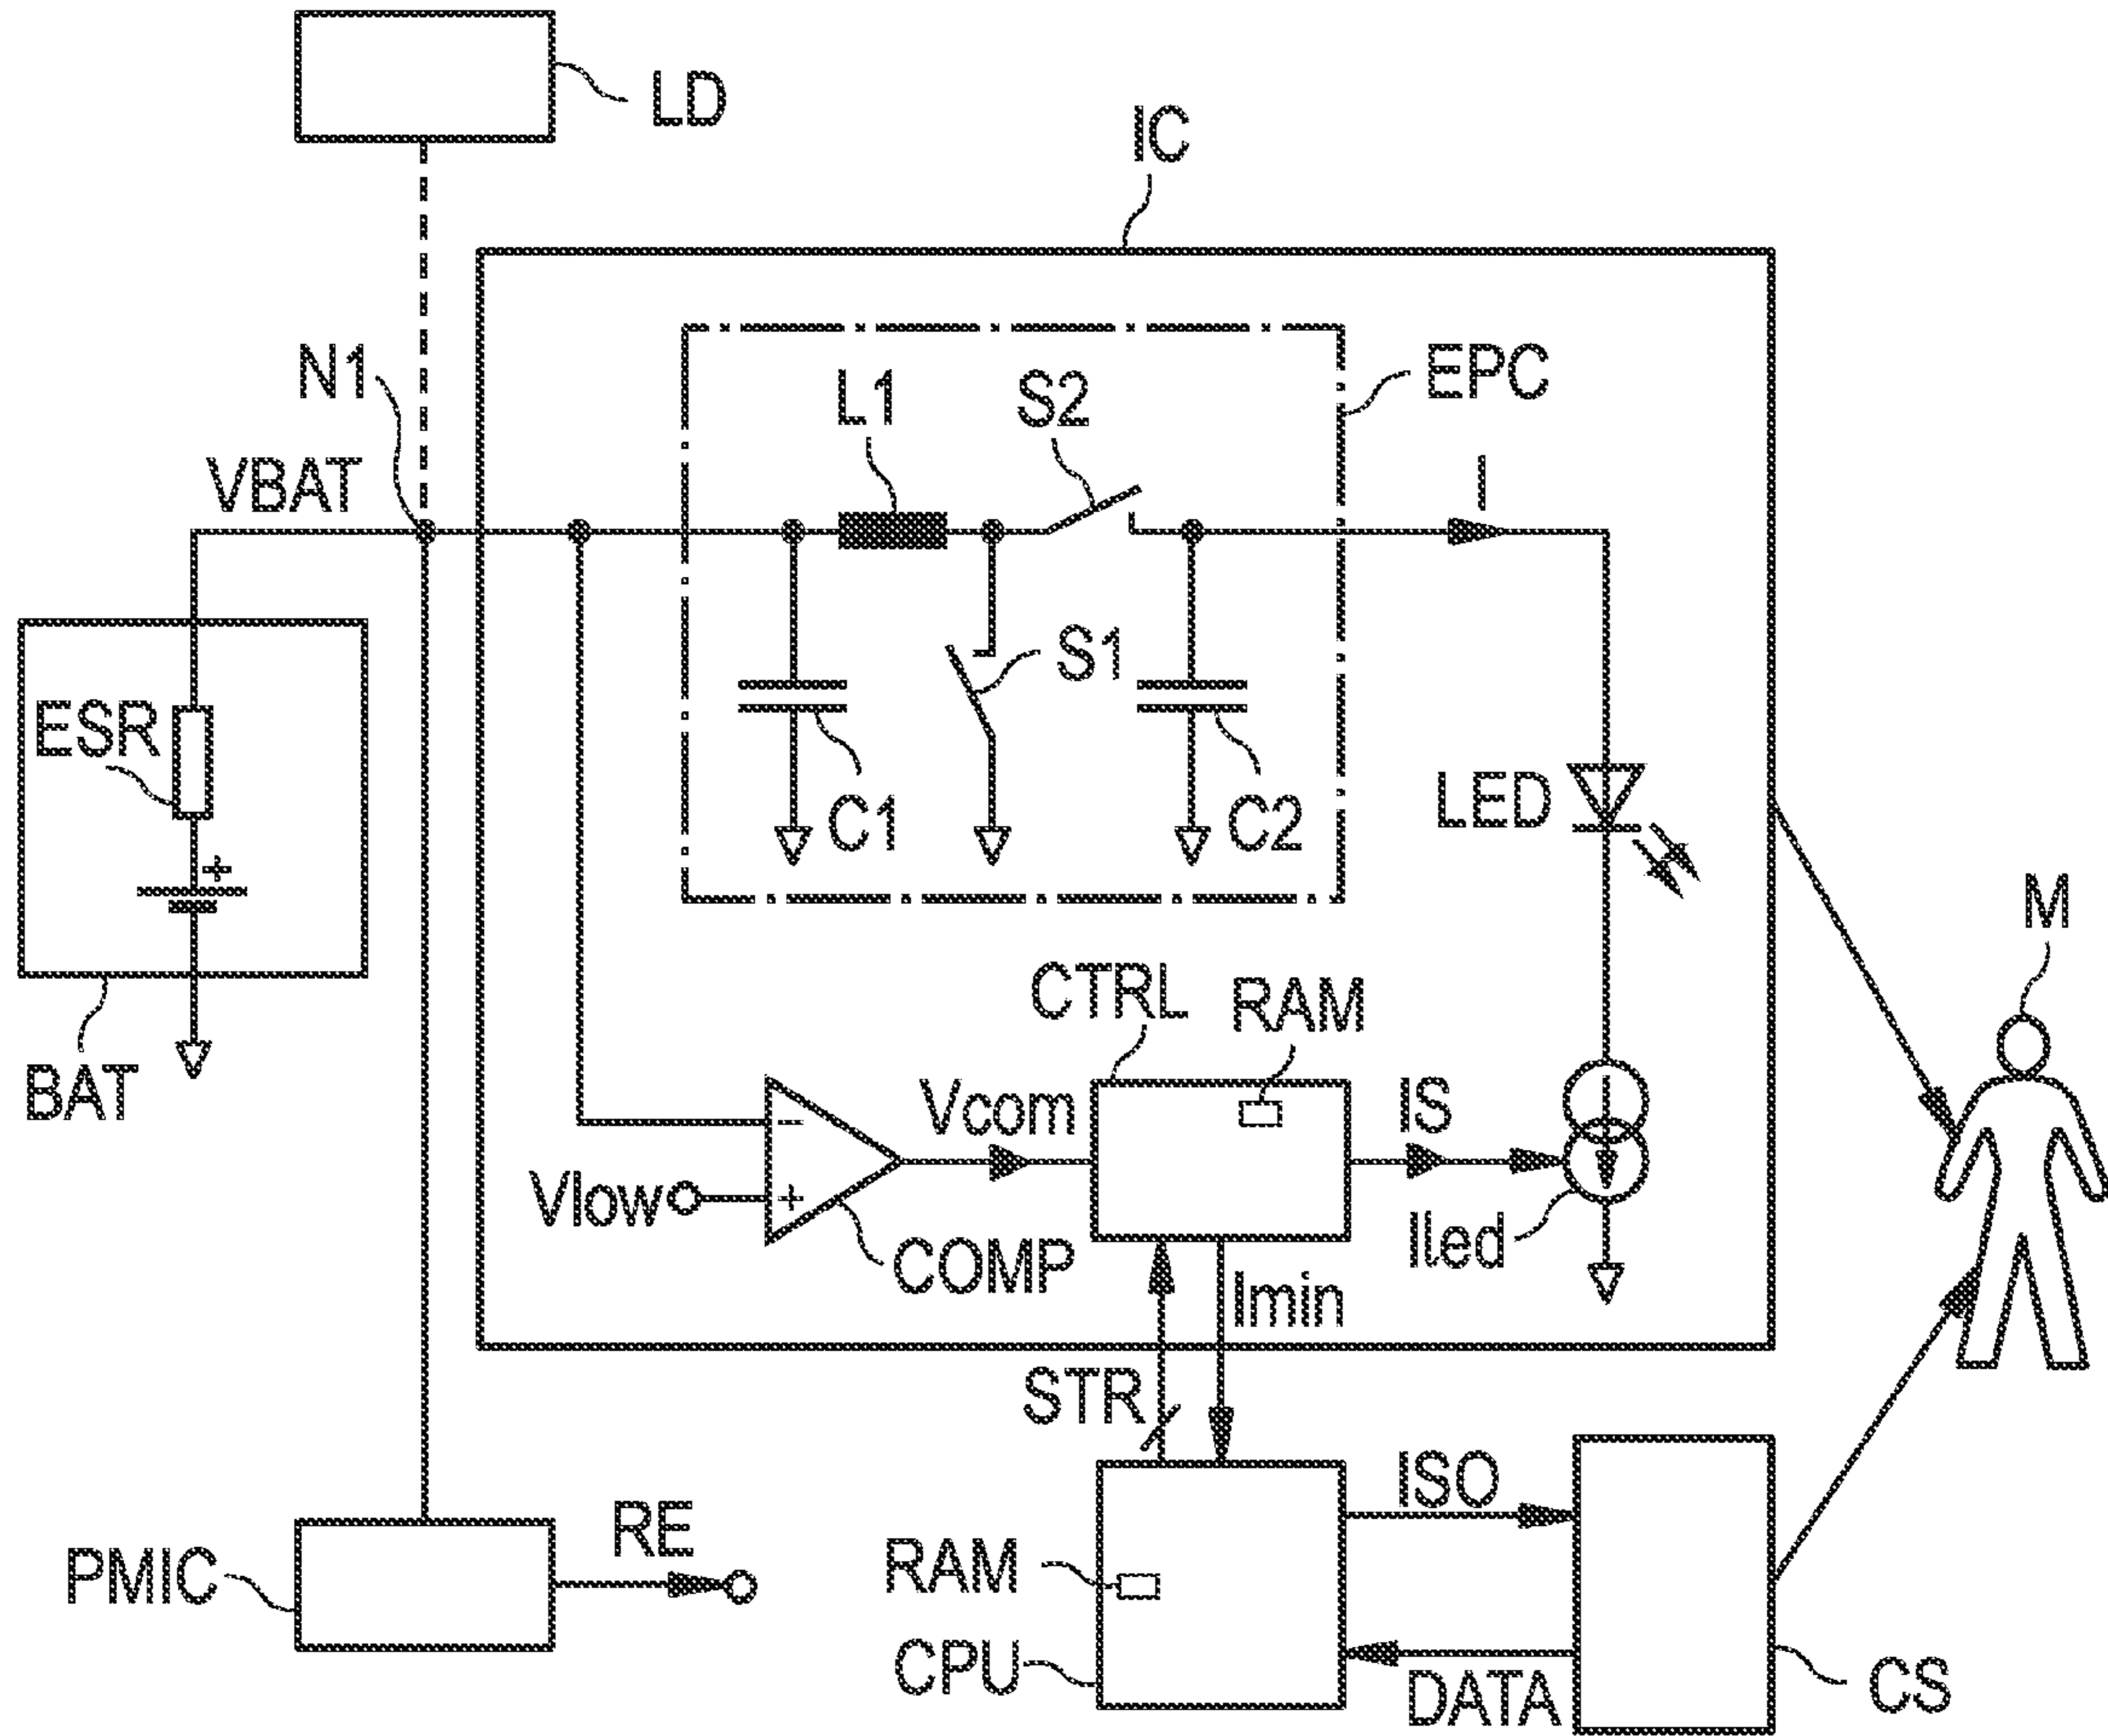 LD
IC
N1
EPC
L1
S2
I
VBAT
S1
ESR
C1
C2
LED
+
M
CTRL
RAM
BAT
Vcom
IS
-
Vlow
+
COMP
Iled
Imin
STR
ISO
RE
PMIC
RAM
CPU
DATA
CS